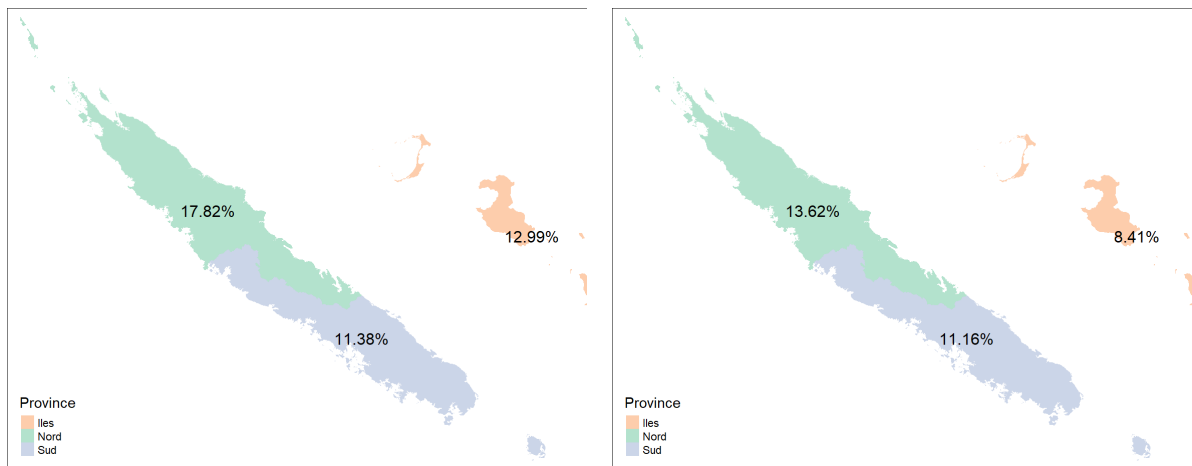 17.82%
12.99%
11.38%
Province
Iles
Nord
Sud
13.62%
8.41%
11.16%
Province
Iles
Nord
Sud